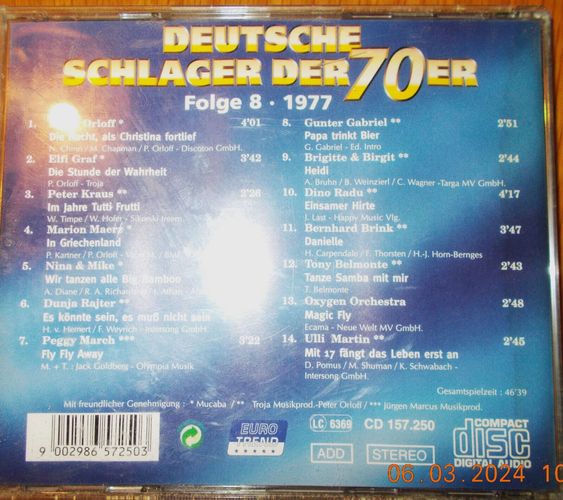 DEUTSCHE
SCHLAGER DER 70ER
Folge 8 · 1977
1. Orloff * 4'01
Die Nacht, als Christina fortlief
N. Chinn / M. Chapman / P. Orloff - Discoton GmbH.
2. Elfi Graf * 3'42
Die Stunde der Wahrheit
P. Orloff - Troja
3. Peter Kraus **
Im Jahre Tutti Frutti
W. Timpe / W. Hofer - Sikorski
4. Marion Maerz *
In Griechenland
P. Kartner / P. Orloff
5. Nina & Mike *
Wir tanzen alle Big Bamboo
A. Diane / R. A. / Athan
6. Dunja Rajter **
Es könnte sein, es muß nicht sein
H. v. Hemert / F. Weyrich - Intersong GmbH.
7. Peggy March *** 3'22
Fly Fly Away
M. + T. : Jack Goldberg - Olympia Musik
8. Gunter Gabriel ** 2'51
Papa trinkt Bier
G. Gabriel - Ed. Intro
9. Brigitte & Birgit ** 2'44
Heidi
A. Bruhn / B. Weinzierl / C. Wagner -Targa MV GmbH.
10. Dino Radu ** 4'17
Einsamer Hirte
J. Last - Happy Music Vlg.
11. Bernhard Brink ** 3'47
Danielle
H. Carpendale / F. Thorsten / H.-J. Horn-Bernges
12. Tony Belmonte ** 2'43
Tanze Samba mit mir
T. Belmonte
13. Oxygen Orchestra 2'48
Magic Fly
Ecama - Neue Welt MV GmbH.
14. Ulli Martin ** 2'45
Mit 17 fängt das Leben erst an
D. Pomus / M. Shuman / K. Schwabach -
Intersong GmbH.
Gesamtspielzeit : 46'39
Mit freundlicher Genehmigung : * Mucaba / ** Troja Musikprod.-Peter Orloff / *** Jürgen Marcus Musikprod.
9 002986 572503
EURO
TREND
LC 6369
CD 157.250
ADD
STEREO
COMPACT
disc
DIGITAL AUDIO
06.03.2024 10